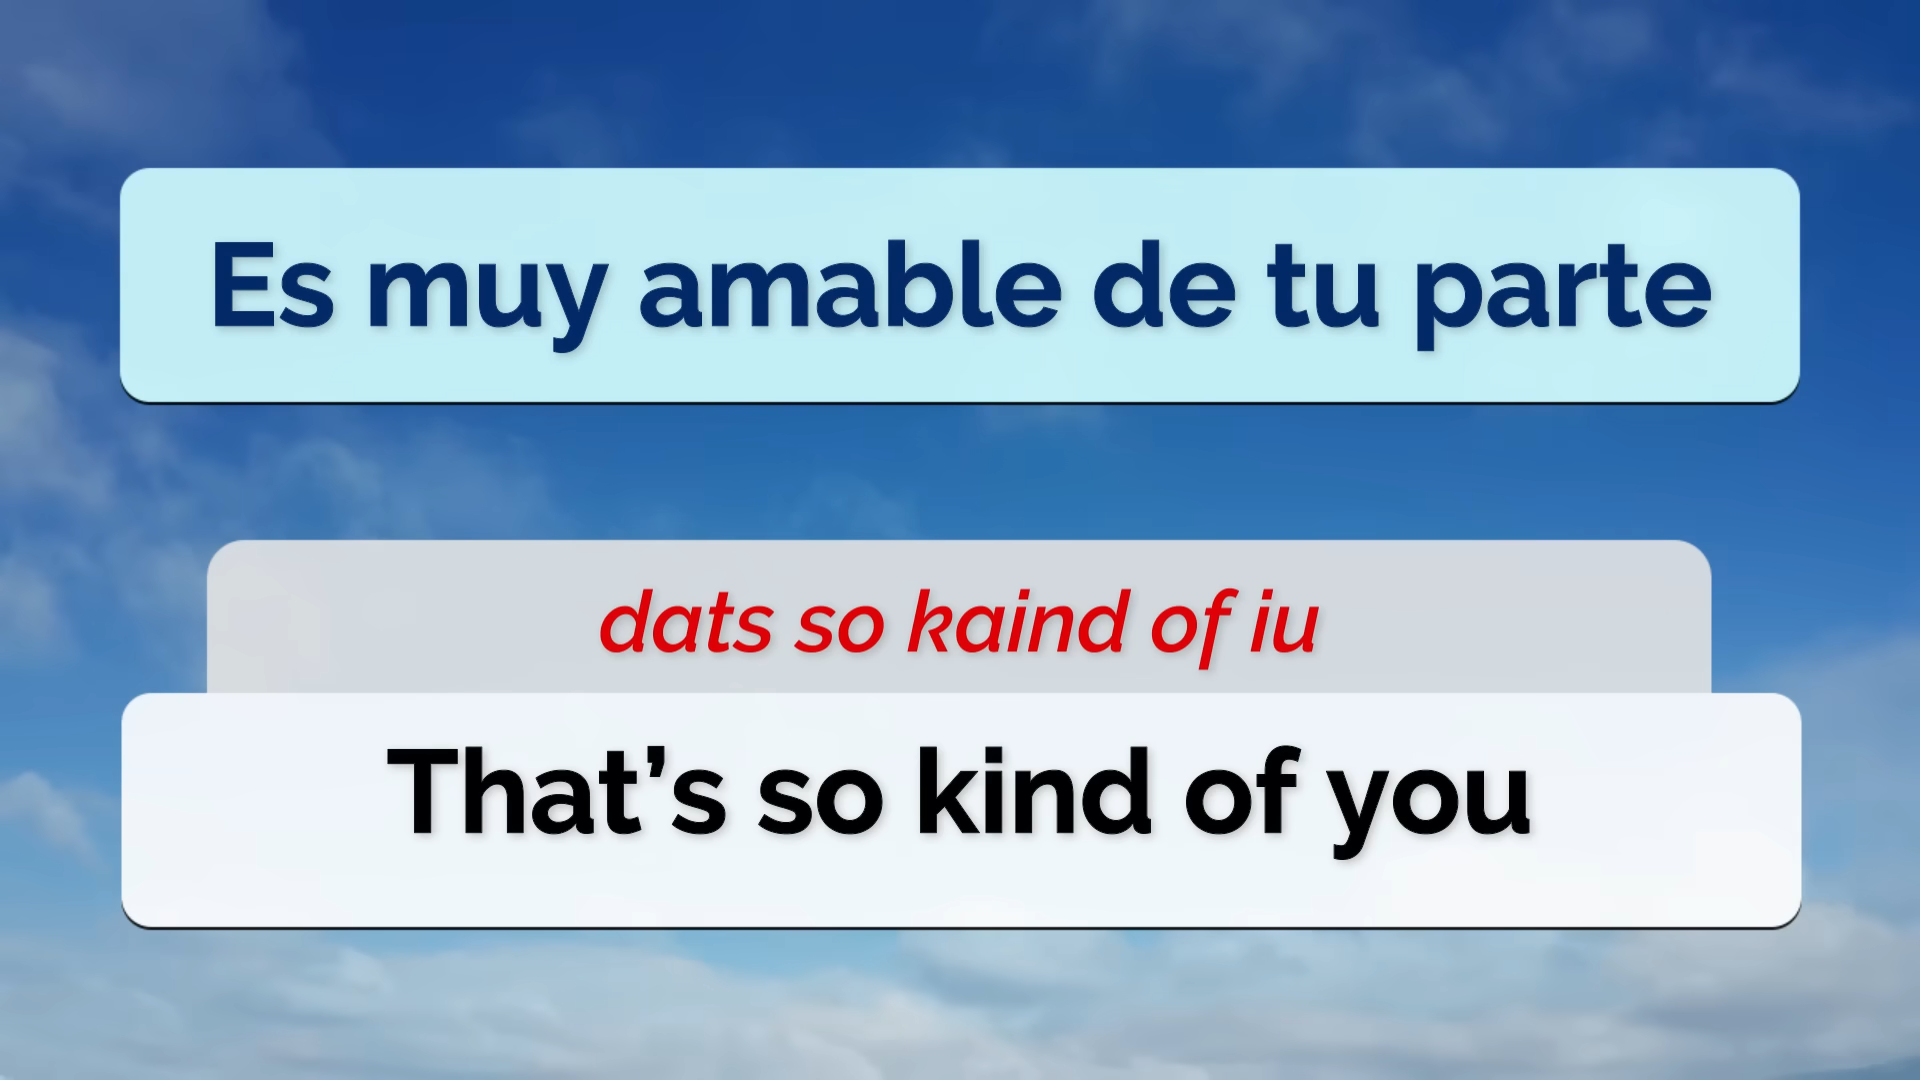 Es muy amable de tu parte
dats so kaind of iu
That’s so kind of you